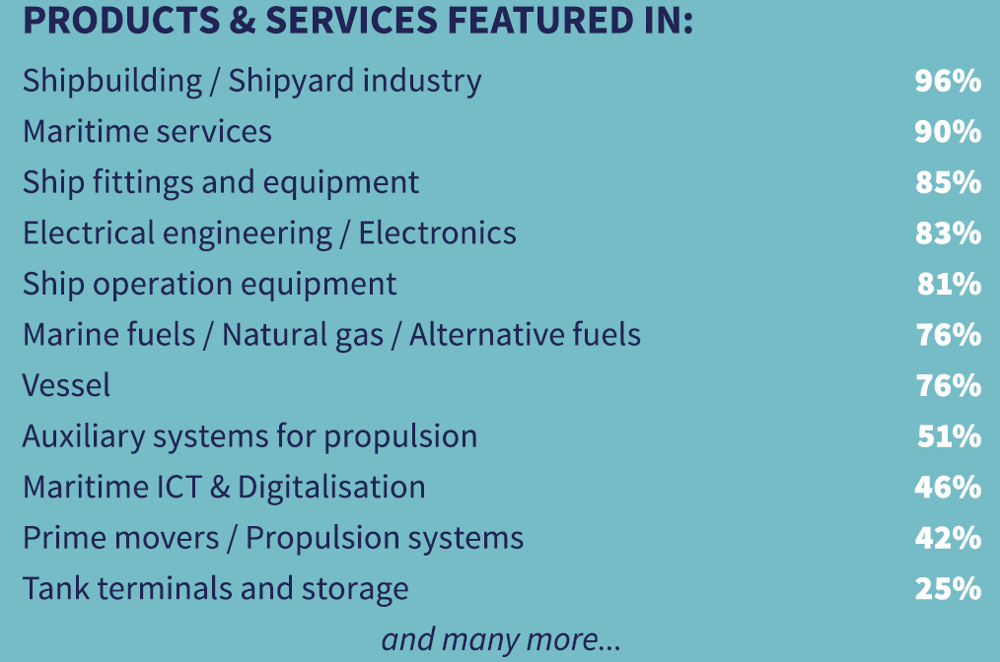 PRODUCTS & SERVICES FEATURED IN:
Shipbuilding / Shipyard industry 96%
Maritime services 90%
Ship fittings and equipment 85%
Electrical engineering / Electronics 83%
Ship operation equipment 81%
Marine fuels / Natural gas / Alternative fuels 76%
Vessel 76%
Auxiliary systems for propulsion 51%
Maritime ICT & Digitalisation 46%
Prime movers / Propulsion systems 42%
Tank terminals and storage 25%
and many more...